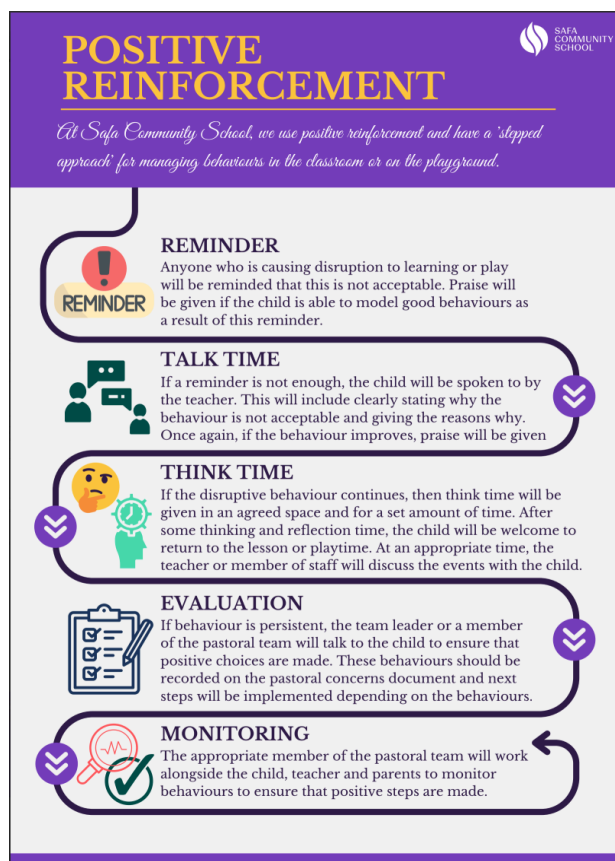 SAFA
COMMUNITY
SCHOOL
POSITIVE
REINFORCEMENT
'At Safa Community School, we use positive reinforcement and have a 'stepped
approach' for managing behaviours in the classroom or on the playground.
REMINDER
REMINDER
Anyone who is causing disruption to learning or play
will be reminded that this is not acceptable. Praise will
be given if the child is able to model good behaviours as
a result of this reminder.
TALK TIME
If a reminder is not enough, the child will be spoken to by
the teacher. This will include clearly stating why the
behaviour is not acceptable and giving the reasons why.
Once again, if the behaviour improves, praise will be given
THINK TIME
If the disruptive behaviour continues, then think time will be
given in an agreed space and for a set amount of time. After
some thinking and reflection time, the child will be welcome to
return to the lesson or playtime. At an appropriate time, the
teacher or member of staff will discuss the events with the child.
EVALUATION
If behaviour is persistent, the team leader or a member
of the pastoral team will talk to the child to ensure that
positive choices are made. These behaviours should be
recorded on the pastoral concerns document and next
steps will be implemented depending on the behaviours.
MONITORING
The appropriate member of the pastoral team will work
alongside the child, teacher and parents to monitor
behaviours to ensure that positive steps are made.